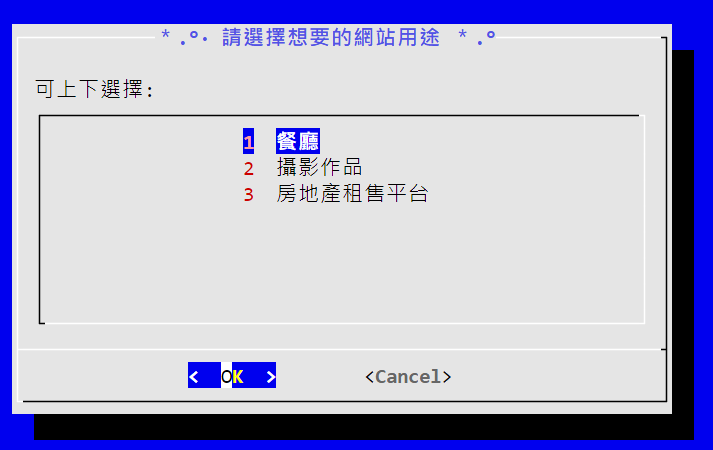 * .°· 請選擇想要的網站用途 * .°
可上下選擇:
1 餐廳
2 攝影作品
3 房地產租售平台
< OK > <Cancel>